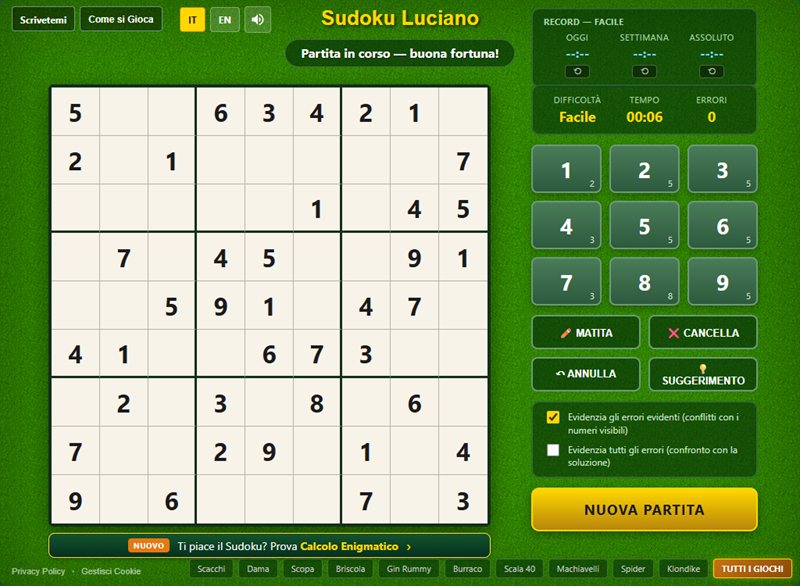 Scrivetemi Come si Gioca IT EN
Sudoku Luciano
Partita in corso — buona fortuna!
RECORD — FACILE
OGGI SETTIMANA ASSOLUTO
--:-- --:-- --:--
DIFFICOLTÀ TEMPO ERRORI
Facile 00:06 0
5 6 3 4 2 1
2 1 7
1 4 5
7 4 5 9 1
5 9 1 4 7
4 1 6 7 3
2 3 8 6
7 2 9 1 4
9 6 7 3
1 2 2 5 3 5
4 3 5 5 6 5
7 3 8 8 9 5
MATITA CANCELLA
ANNULLA SUGGERIMENTO
Evidenzia gli errori evidenti (conflitti con i
numeri visibili)
Evidenzia tutti gli errori (confronto con la
soluzione)
NUOVA PARTITA
NUOVO Ti piace il Sudoku? Prova Calcolo Enigmatico ›
Privacy Policy · Gestisci Cookie Scacchi Dama Scopa Briscola Gin Rummy Burraco Scala 40 Machiavelli Spider Klondike TUTTI I GIOCHI